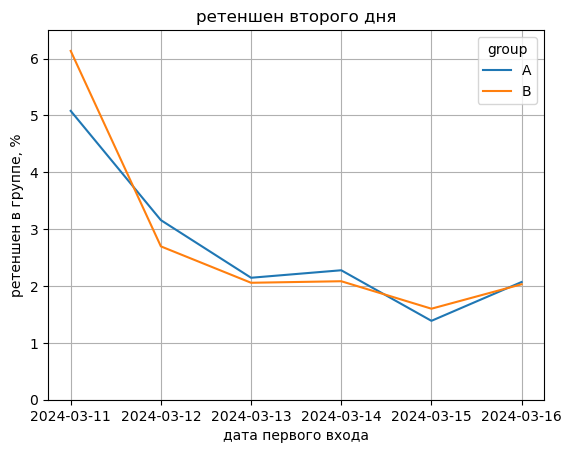 ретеншен второго дня
group
A
B
ретеншен в группе, %
6
5
4
3
2
1
0
2024-03-11 2024-03-12 2024-03-13 2024-03-14 2024-03-15 2024-03-16
дата первого входа